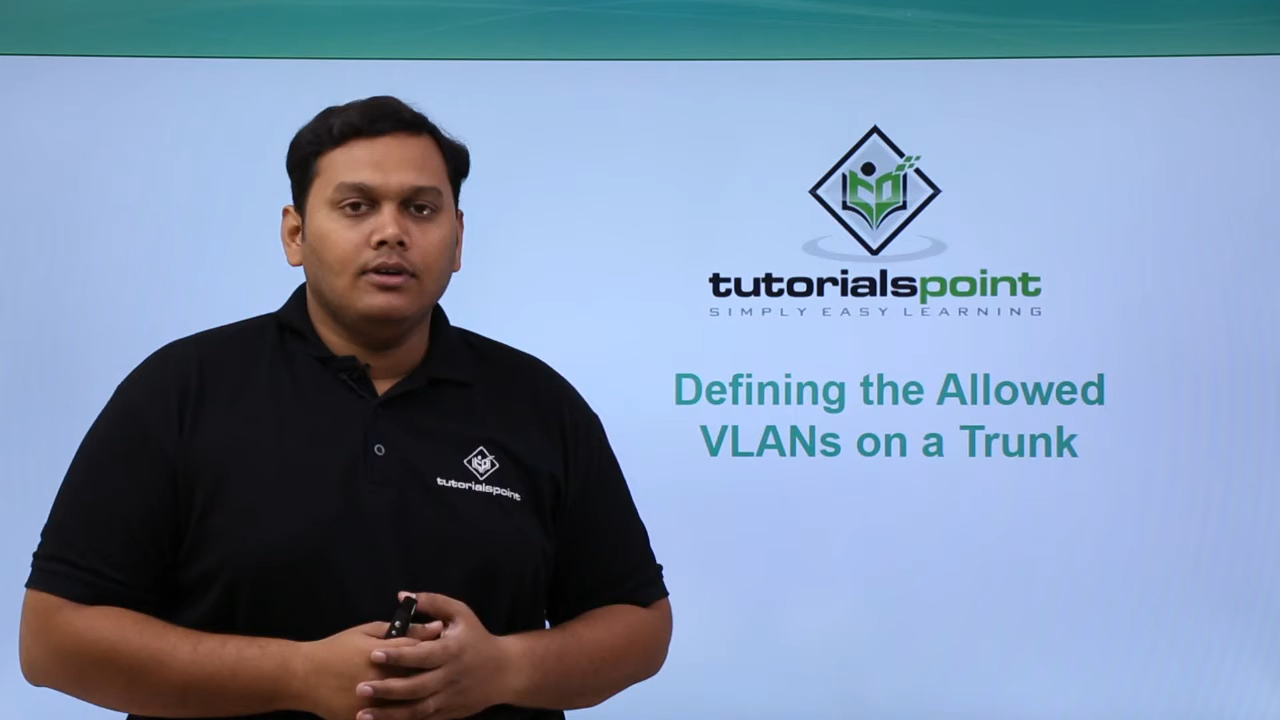 tutorialspoint
SIMPLY EASY LEARNING
Defining the Allowed
VLANs on a Trunk
tutorialspoint